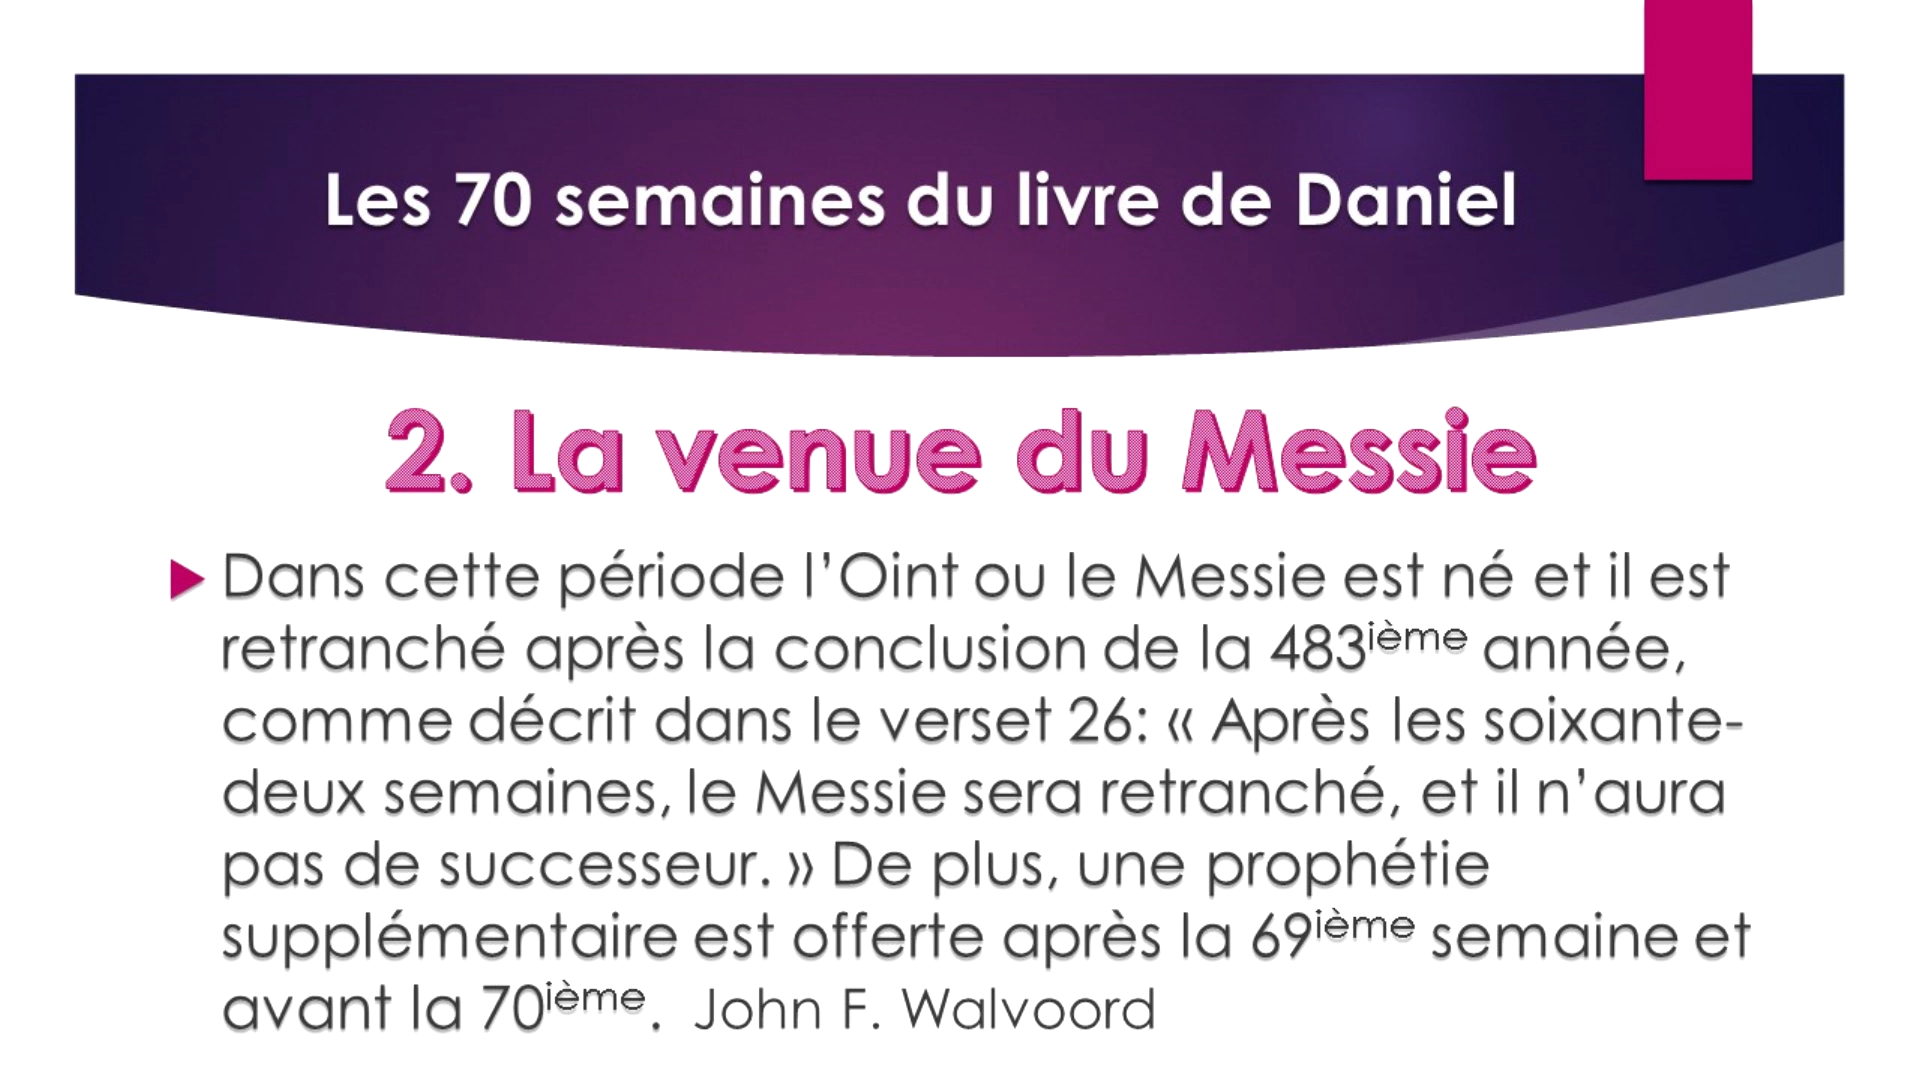 Les 70 semaines du livre de Daniel
2. La venue du Messie
Dans cette période l’Oint ou le Messie est né et il est
retranché après la conclusion de la 483ième année,
comme décrit dans le verset 26: « Après les soixante-
deux semaines, le Messie sera retranché, et il n’aura
pas de successeur. » De plus, une prophétie
supplémentaire est offerte après la 69ième semaine et
avant la 70ième. John F. Walvoord